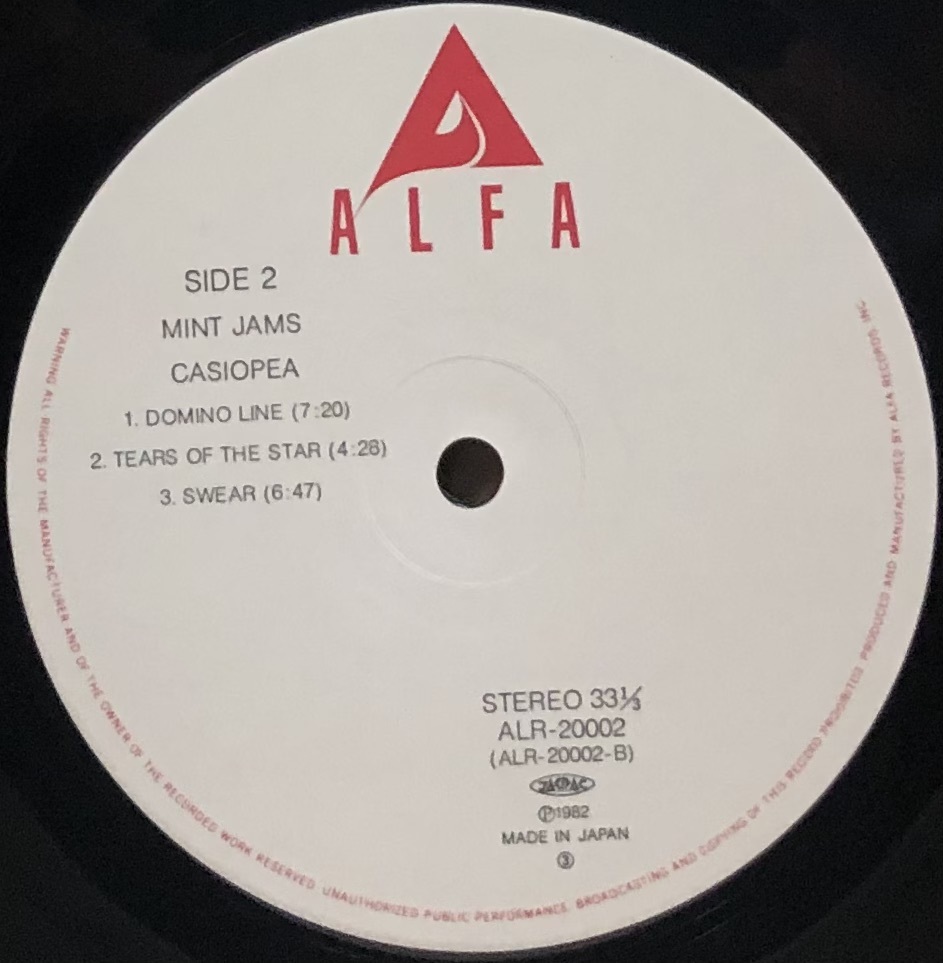 ALFA
SIDE 2
MINT JAMS
CASIOPEA
1. DOMINO LINE (7:20)
2. TEARS OF THE STAR (4:28)
3. SWEAR (6:47)
STEREO 33⅓
ALR-20002
(ALR-20002-B)
JASRAC
Ⓟ1982
MADE IN JAPAN
③
WARNING ALL RIGHTS OF THE MANUFACTURER AND OF THE OWNER OF THE RECORDED WORK RESERVED. UNAUTHORIZED PUBLIC PERFORMANCE. BROADCASTING AND COPYING OF THIS RECORD PROHIBITED. PRODUCED AND MANUFACTURED BY ALFA RECORDS, INC.